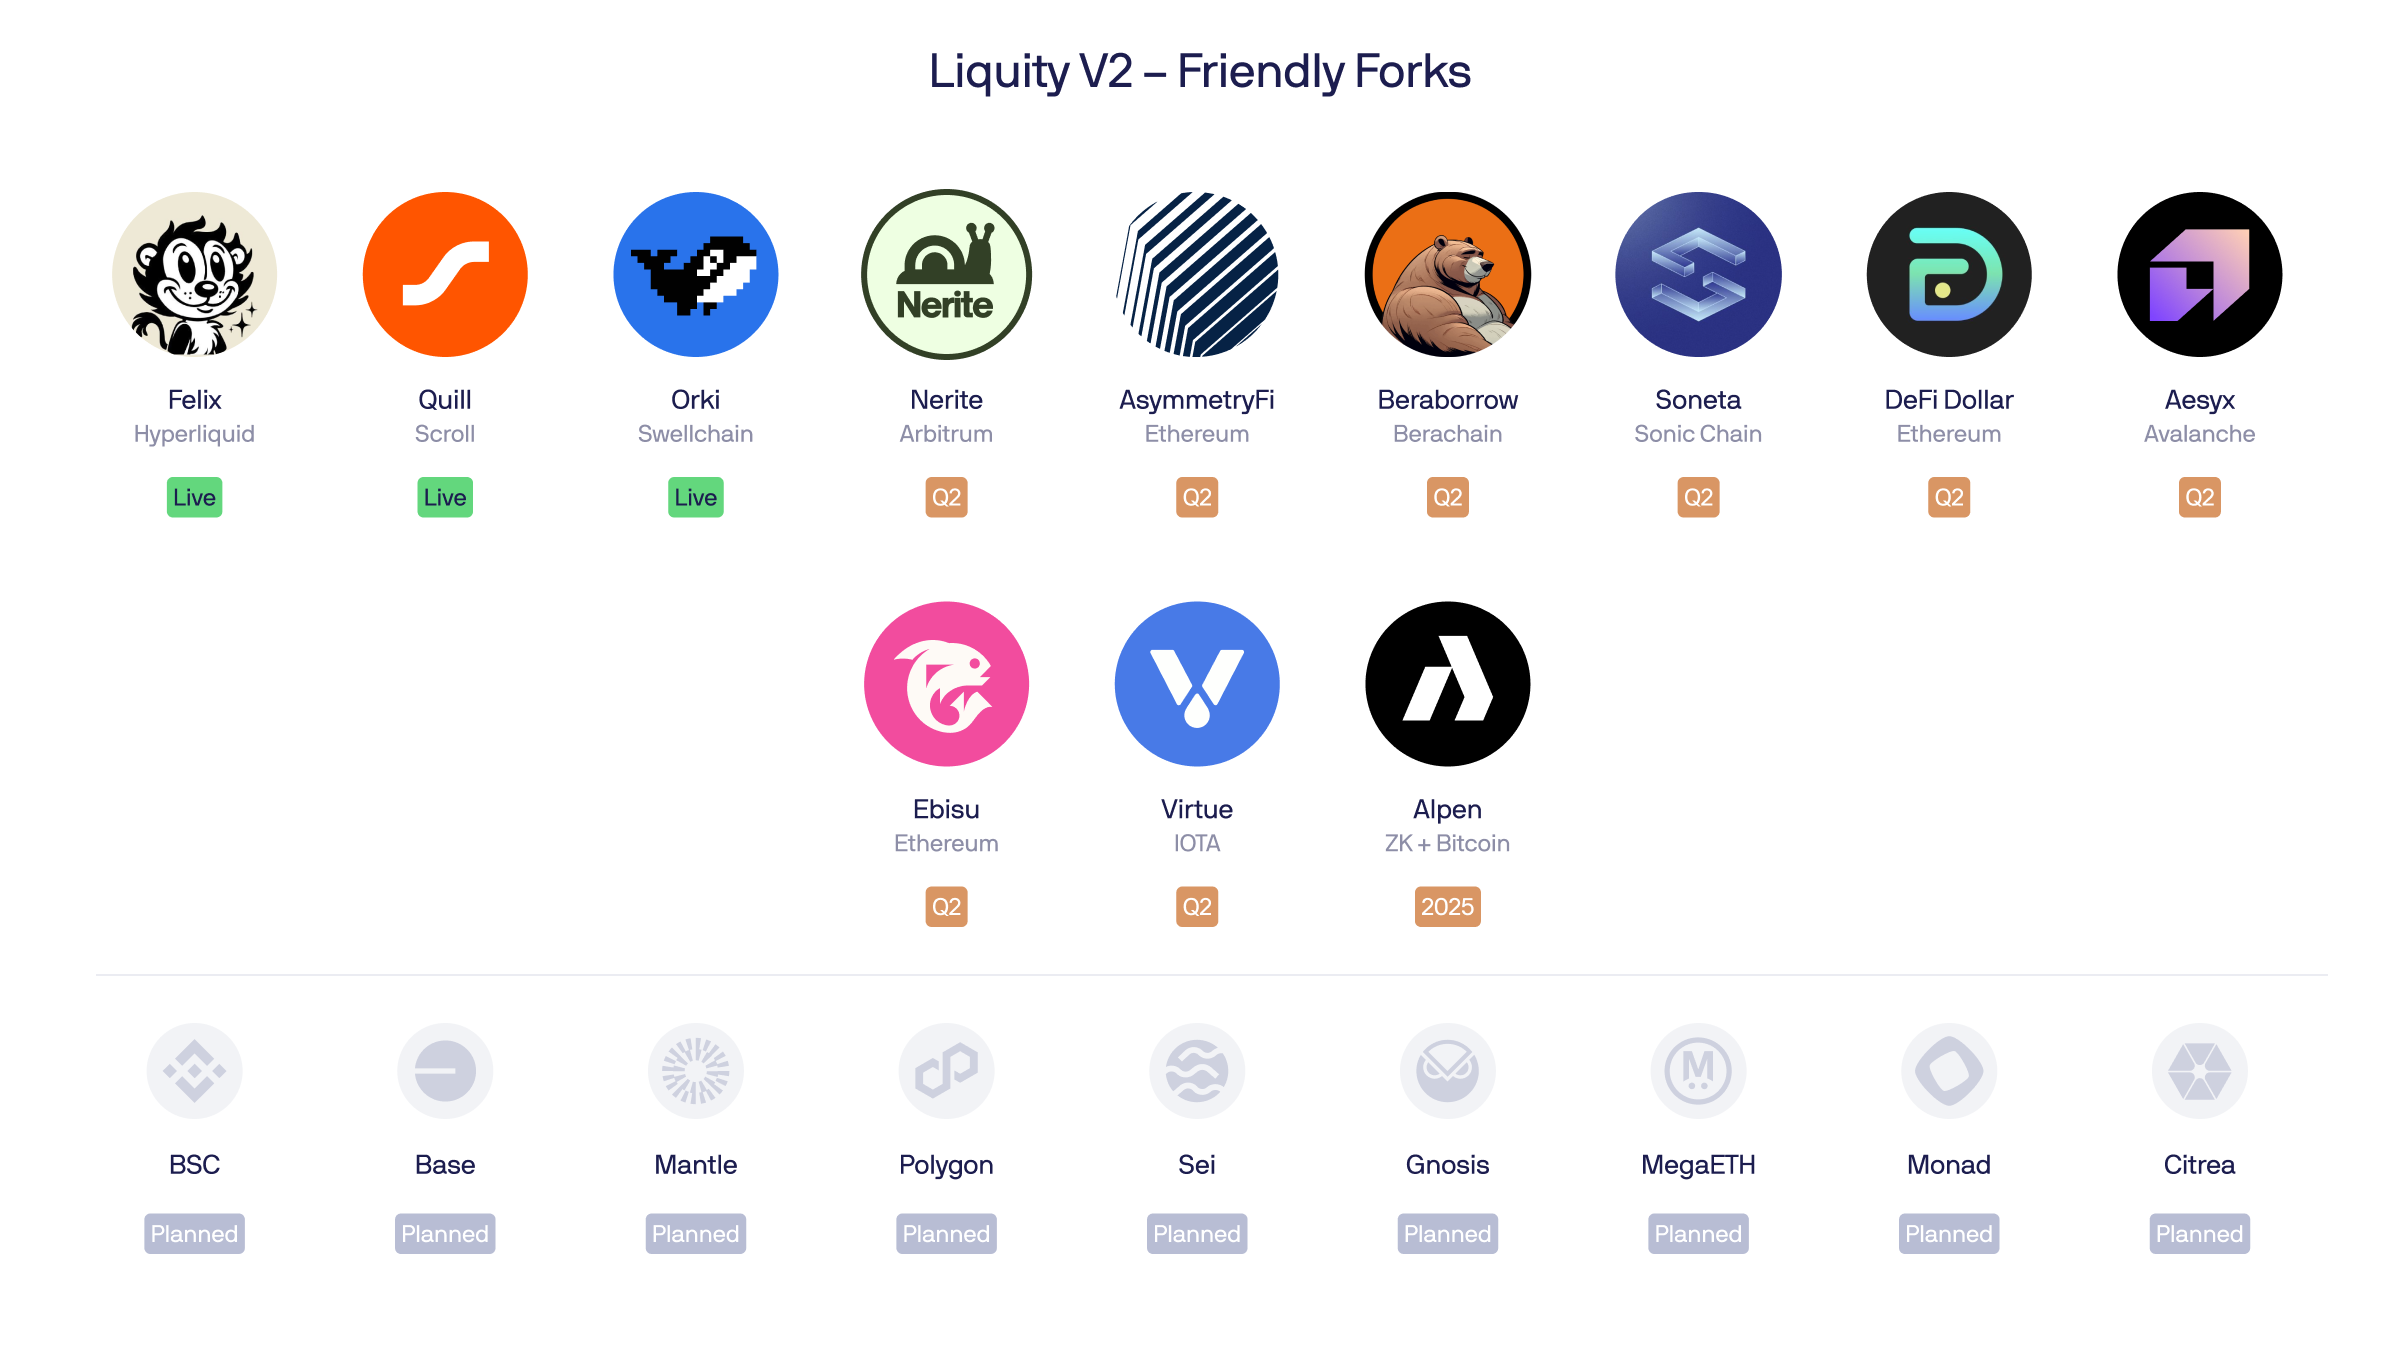 Liquity V2 – Friendly Forks
Nerite
Felix
Hyperliquid
Live
Quill
Scroll
Live
Orki
Swellchain
Live
Nerite
Arbitrum
Q2
AsymmetryFi
Ethereum
Q2
Beraborrow
Berachain
Q2
Soneta
Sonic Chain
Q2
DeFi Dollar
Ethereum
Q2
Aesyx
Avalanche
Q2
Ebisu
Ethereum
Q2
Virtue
IOTA
Q2
Alpen
ZK + Bitcoin
2025
BSC
Planned
Base
Planned
Mantle
Planned
Polygon
Planned
Sei
Planned
Gnosis
Planned
MegaETH
Planned
Monad
Planned
Citrea
Planned